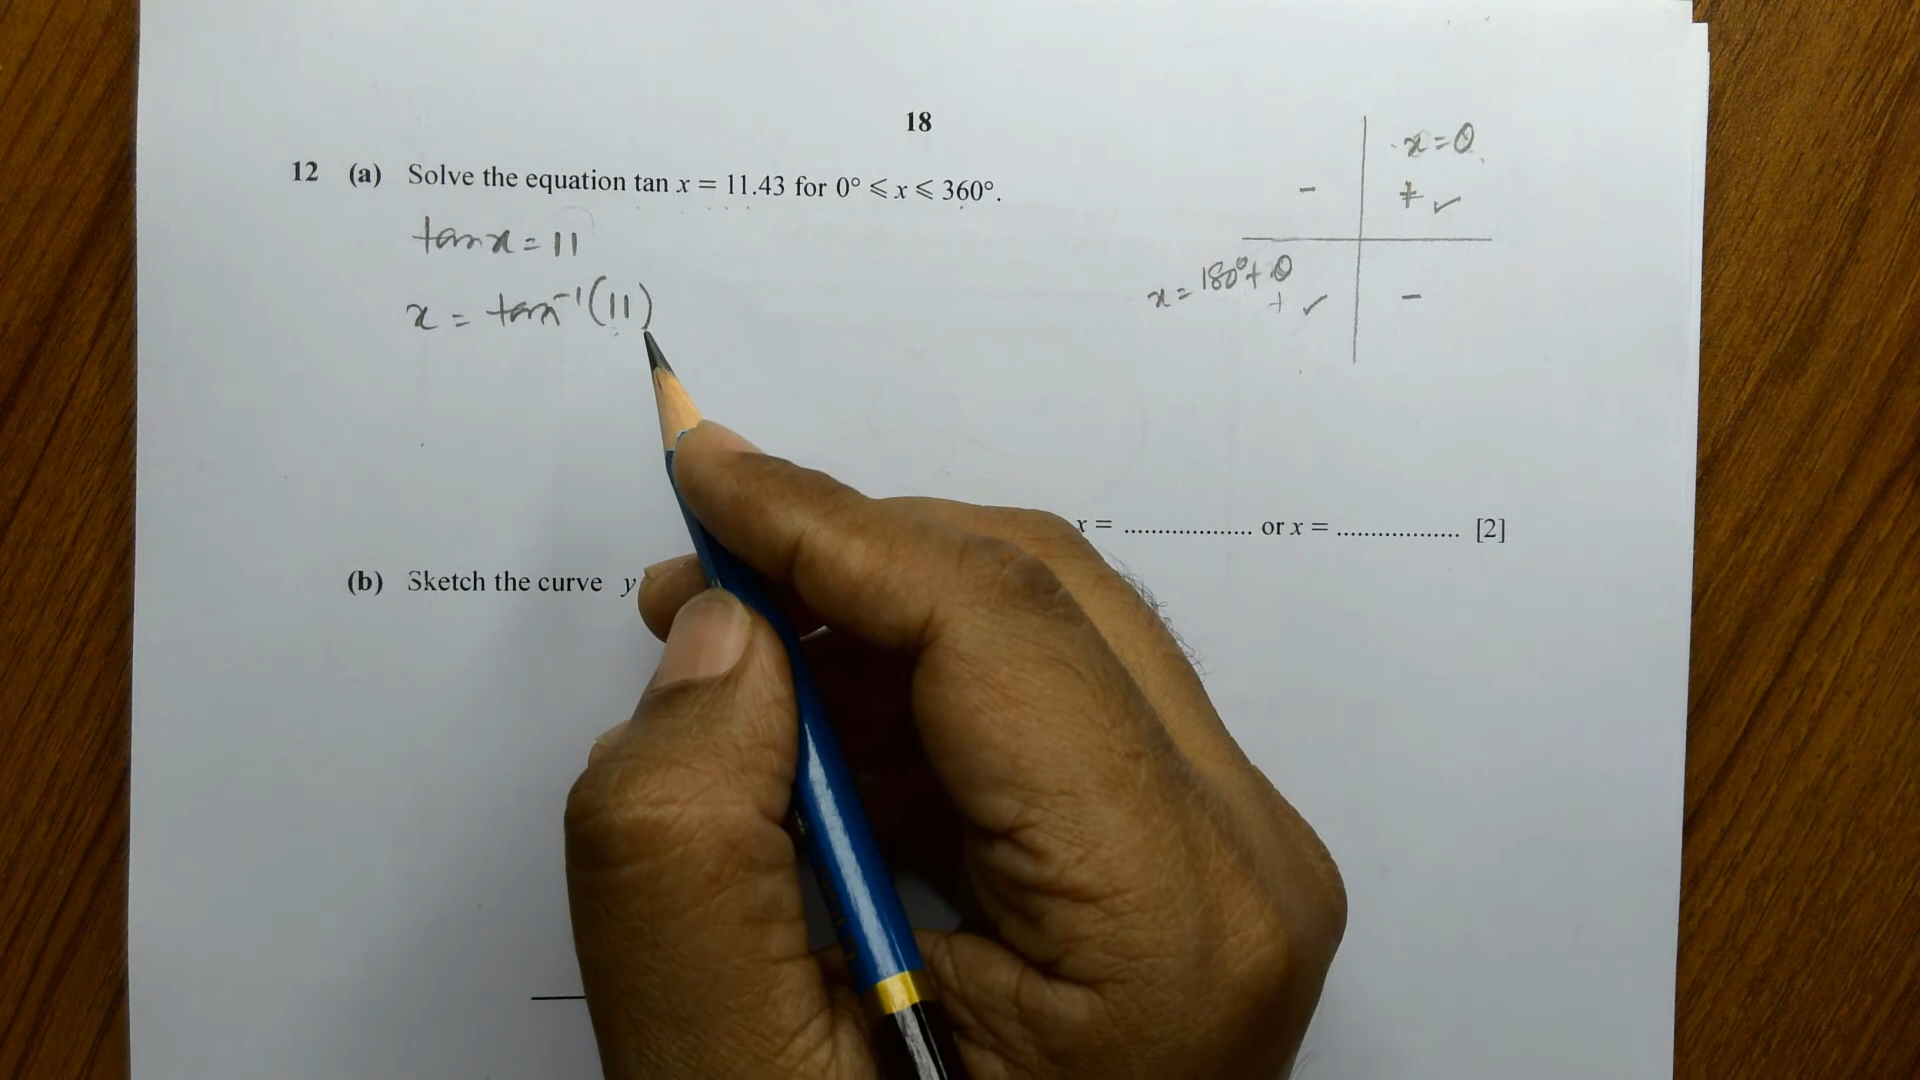 18
12 (a) Solve the equation tan x = 11.43 for 0° ⩽ x ⩽ 360°.
tan x = 11
x = tan⁻¹(11)
x = θ
- + ✓
x = 180° + θ
+ ✓ -
x = .................... or x = .................... [2]
(b) Sketch the curve y